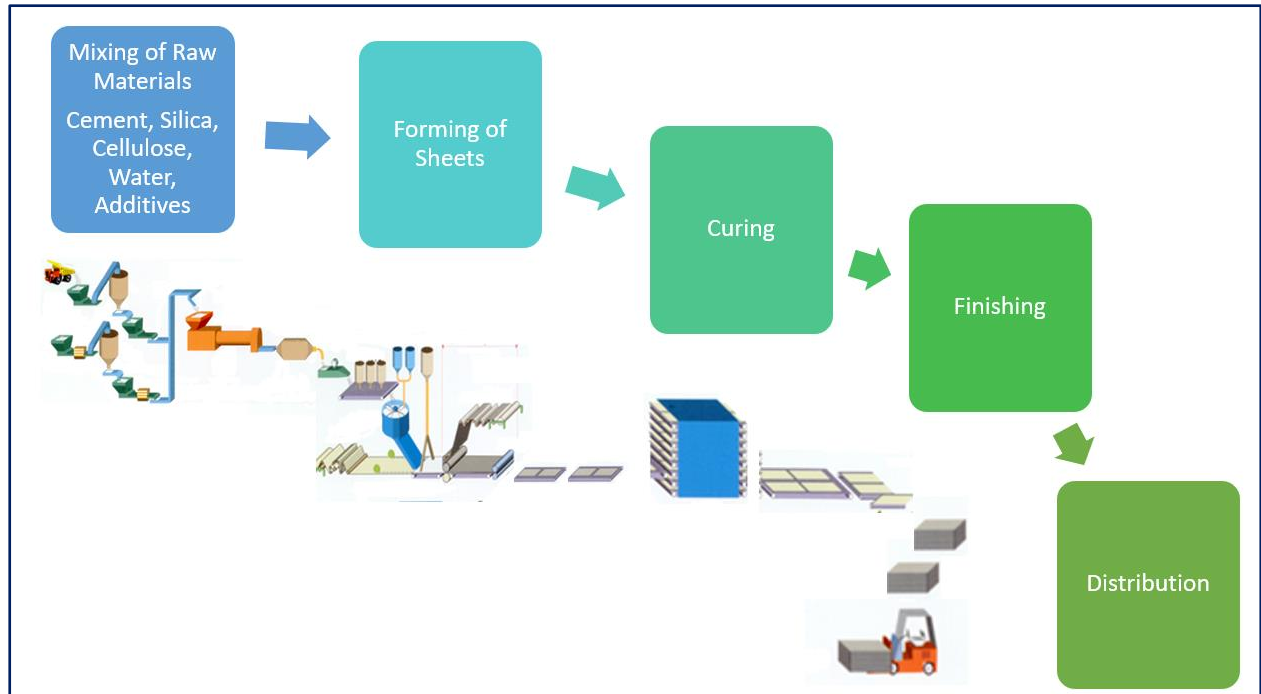 Mixing of Raw
Materials
Cement, Silica,
Cellulose,
Water,
Additives
Forming of
Sheets
Curing
Finishing
Distribution